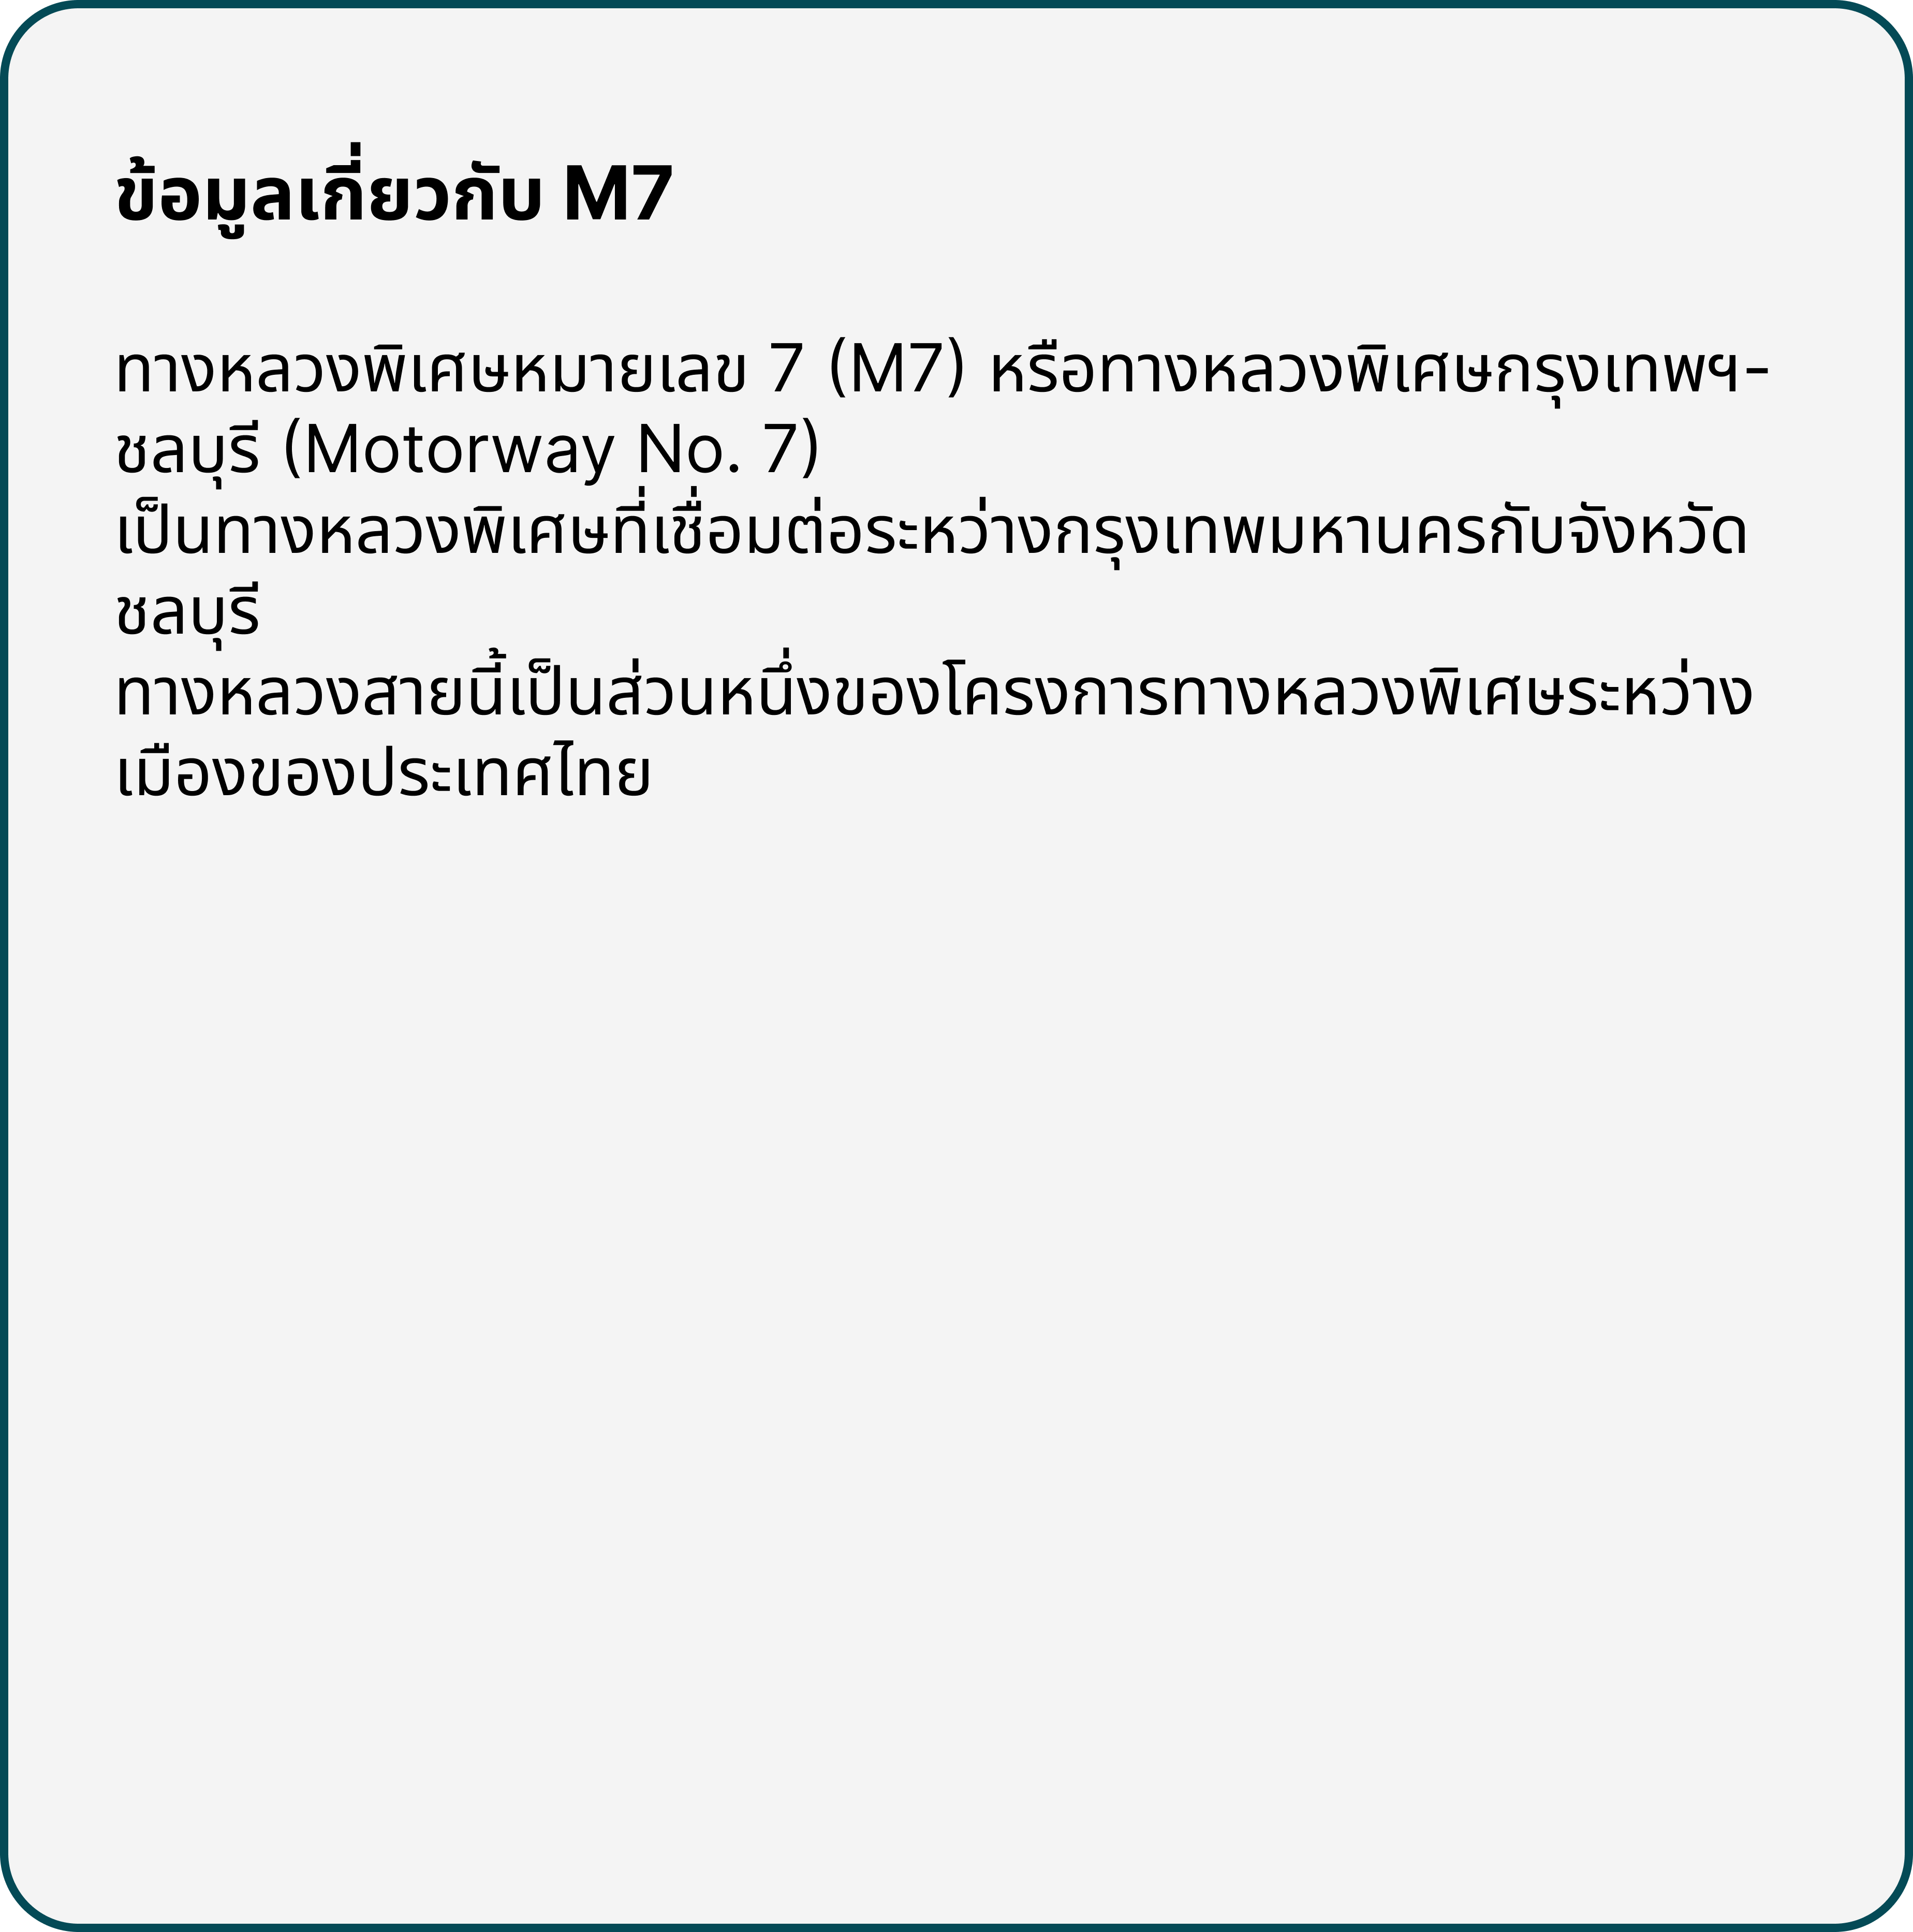 ข้อมูลเกี่ยวกับ M7
ทางหลวงพิเศษหมายเลข 7 (M7) หรือทางหลวงพิเศษกรุงเทพฯ-
ชลบุรี (Motorway No. 7)
เป็นทางหลวงพิเศษที่เชื่อมต่อระหว่างกรุงเทพมหานครกับจังหวัด
ชลบุรี
ทางหลวงสายนี้เป็นส่วนหนึ่งของโครงการทางหลวงพิเศษระหว่าง
เมืองของประเทศไทย